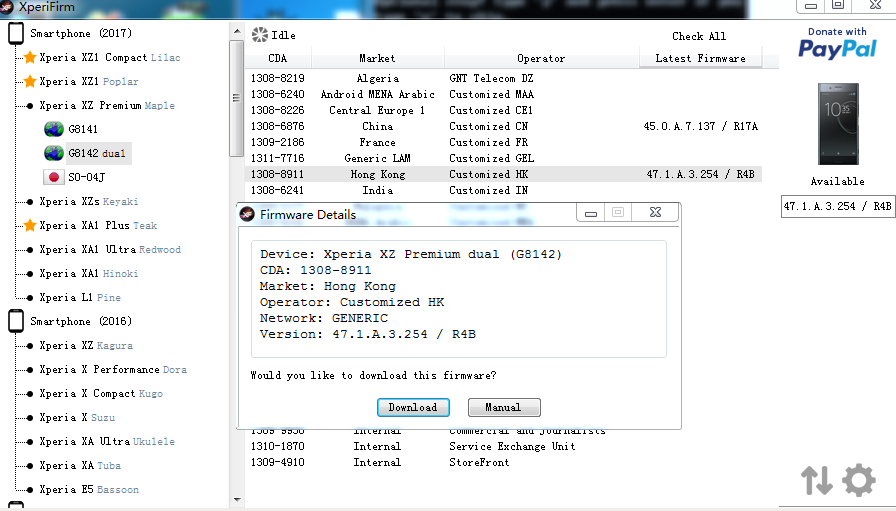 XperiFirm
Smartphone (2017)
Xperia XZ1 Compact Lilac
Xperia XZ1 Poplar
Xperia XZ Premium Maple
G8141
G8142 dual
SO-04J
Xperia XZs Keyaki
Xperia XA1 Plus Teak
Xperia XA1 Ultra Redwood
Xperia XA1 Hinoki
Xperia L1 Pine
Smartphone (2016)
Xperia XZ Kagura
Xperia X Performance Dora
Xperia X Compact Kugo
Xperia X Suzu
Xperia XA Ultra Ukulele
Xperia XA Tuba
Xperia E5 Bassoon
Idle
Check All
CDA Market Operator Latest Firmware
1308-8219 Algeria GNT Telecom DZ
1308-6240 Android MENA Arabic Customized MAA
1308-8226 Central Europe 1 Customized CE1
1308-6876 China Customized CN 45.0.A.7.137 / R17A
1309-2186 France Customized FR
1311-7716 Generic LAM Customized GEL
1308-8911 Hong Kong Customized HK 47.1.A.3.254 / R4B
1308-6241 India Customized IN
XF Firmware Details
Device: Xperia XZ Premium dual (G8142)
CDA: 1308-8911
Market: Hong Kong
Operator: Customized HK
Network: GENERIC
Version: 47.1.A.3.254 / R4B
Would you like to download this firmware?
Download Manual
1309-9938 Internal Commercial and Journalists
1310-1870 Internal Service Exchange Unit
1309-4910 Internal StoreFront
Donate with
PayPal
10:35
Available
47.1.A.3.254 / R4B